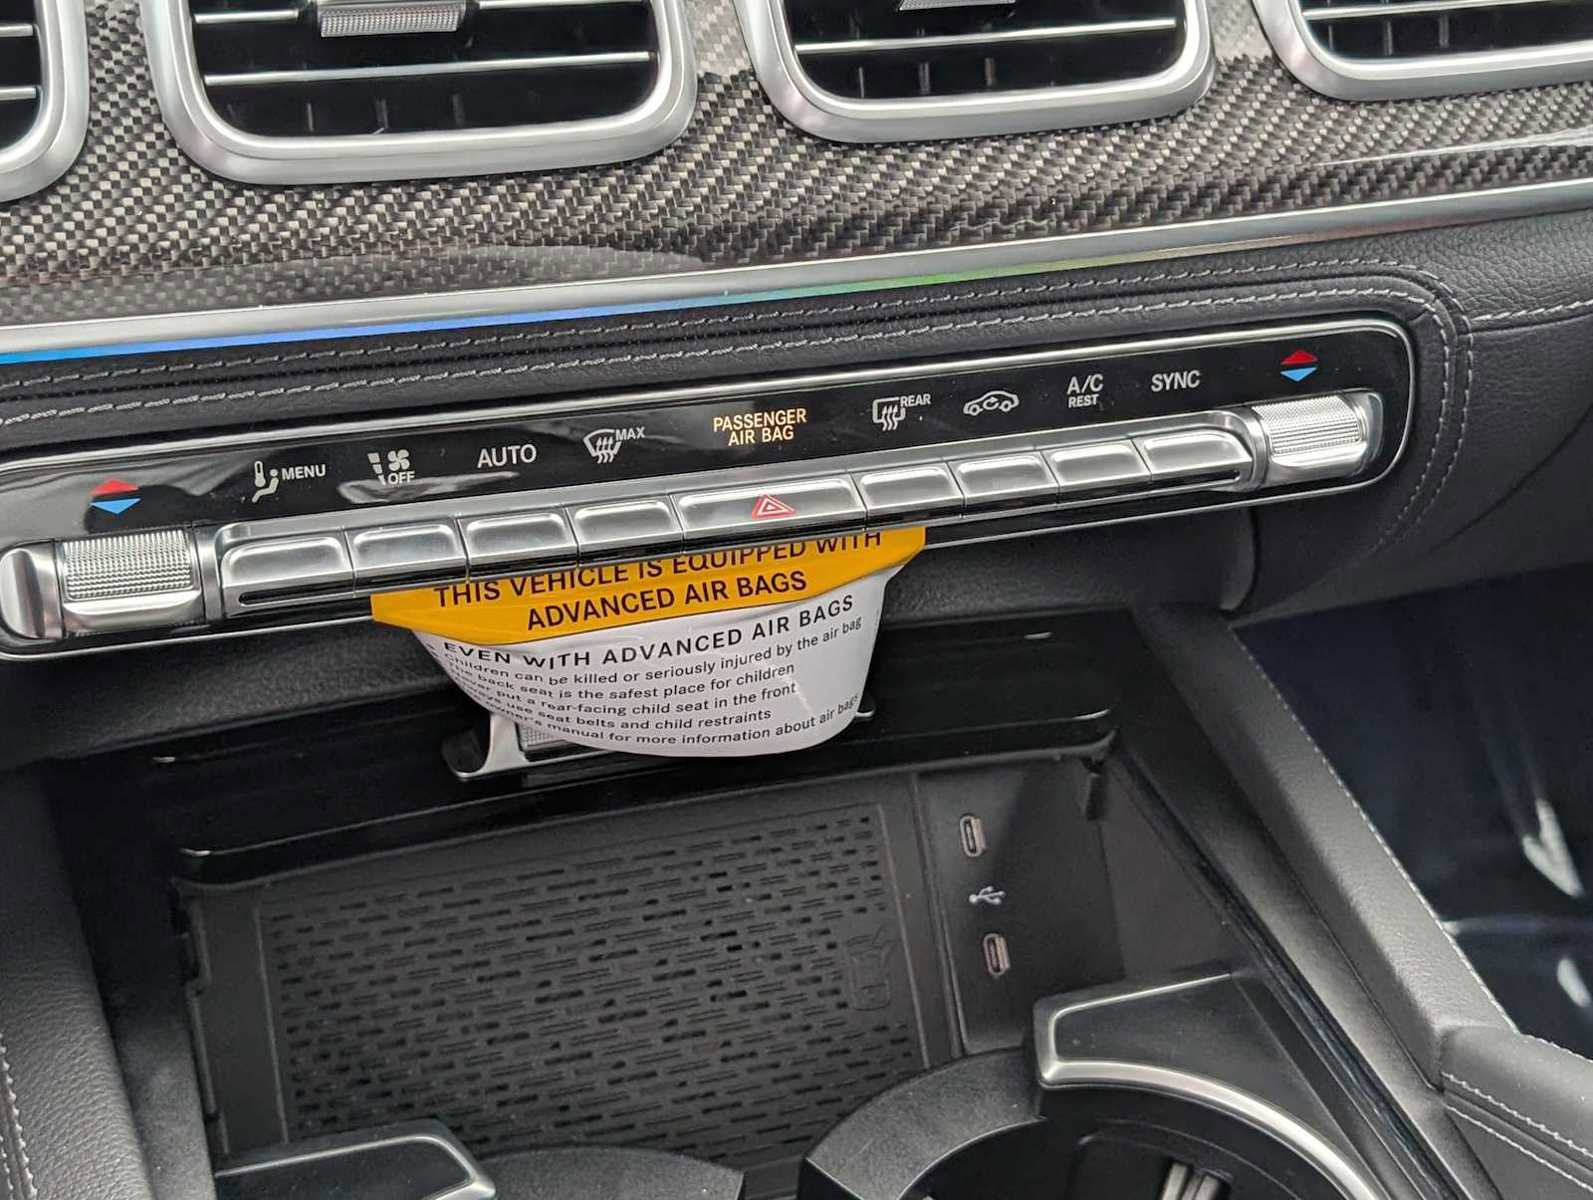 MENU
OFF
AUTO
MAX
PASSENGER
AIR BAG
REAR
A/C
REST
SYNC
THIS VEHICLE IS EQUIPPED WITH
ADVANCED AIR BAGS
EVEN WITH ADVANCED AIR BAGS
Children can be killed or seriously injured by the air bag
The back seat is the safest place for children
put a rear-facing child seat in the front
use seat belts and child restraints
owner's manual for more information about air bags